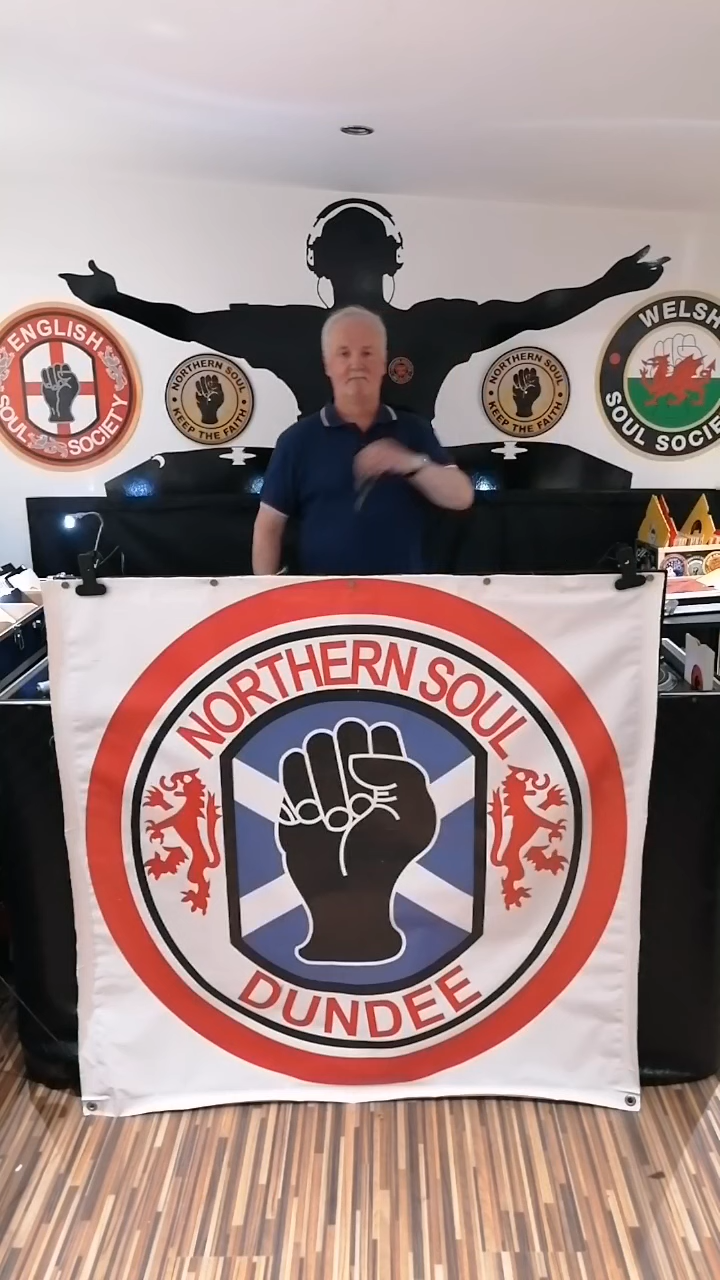 ENGLISH
SOUL SOCIETY
NORTHERN SOUL
KEEP THE FAITH
NORTHERN SOUL
KEEP THE FAITH
WELSH
SOUL SOCIE
NORTHERN SOUL
DUNDEE